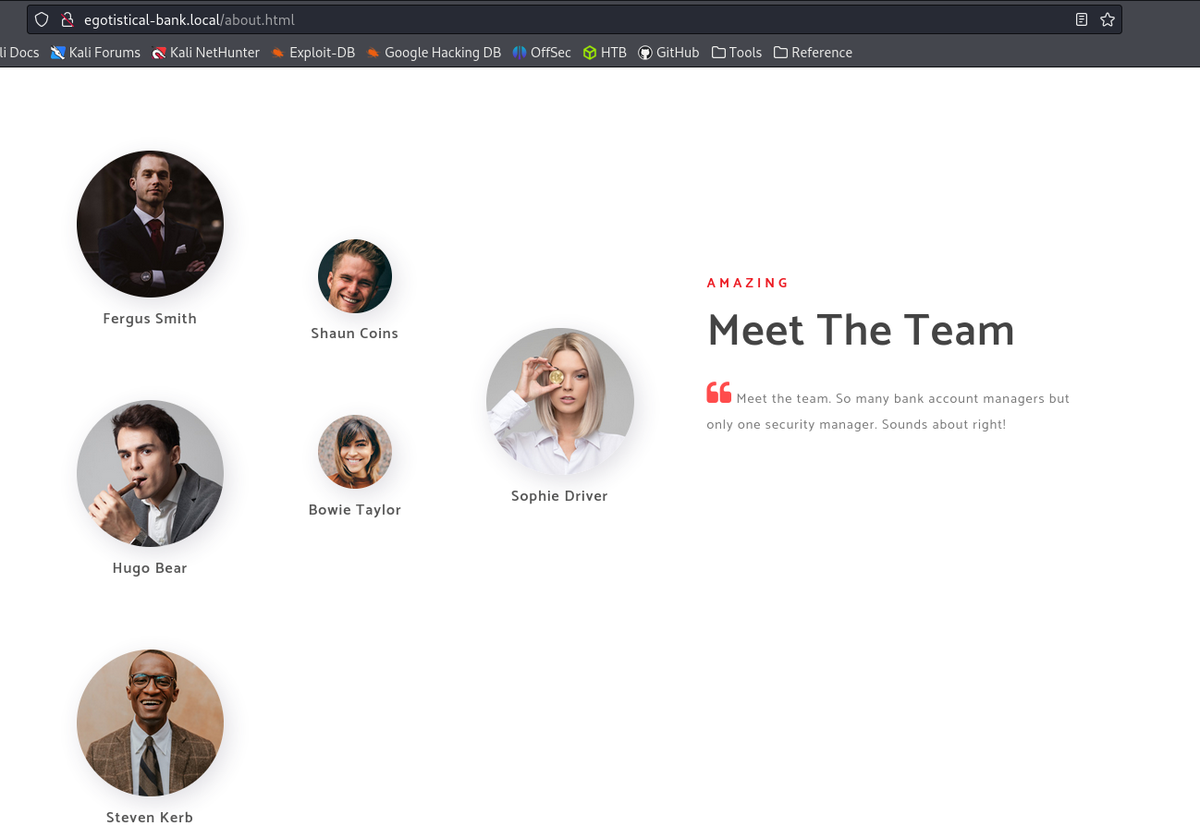 egotistical-bank.local/about.html
li Docs Kali Forums Kali NetHunter Exploit-DB Google Hacking DB OffSec HTB GitHub Tools Reference
Fergus Smith
Shaun Coins
Hugo Bear
Bowie Taylor
Sophie Driver
Steven Kerb
AMAZING
Meet The Team
Meet the team. So many bank account managers but
only one security manager. Sounds about right!